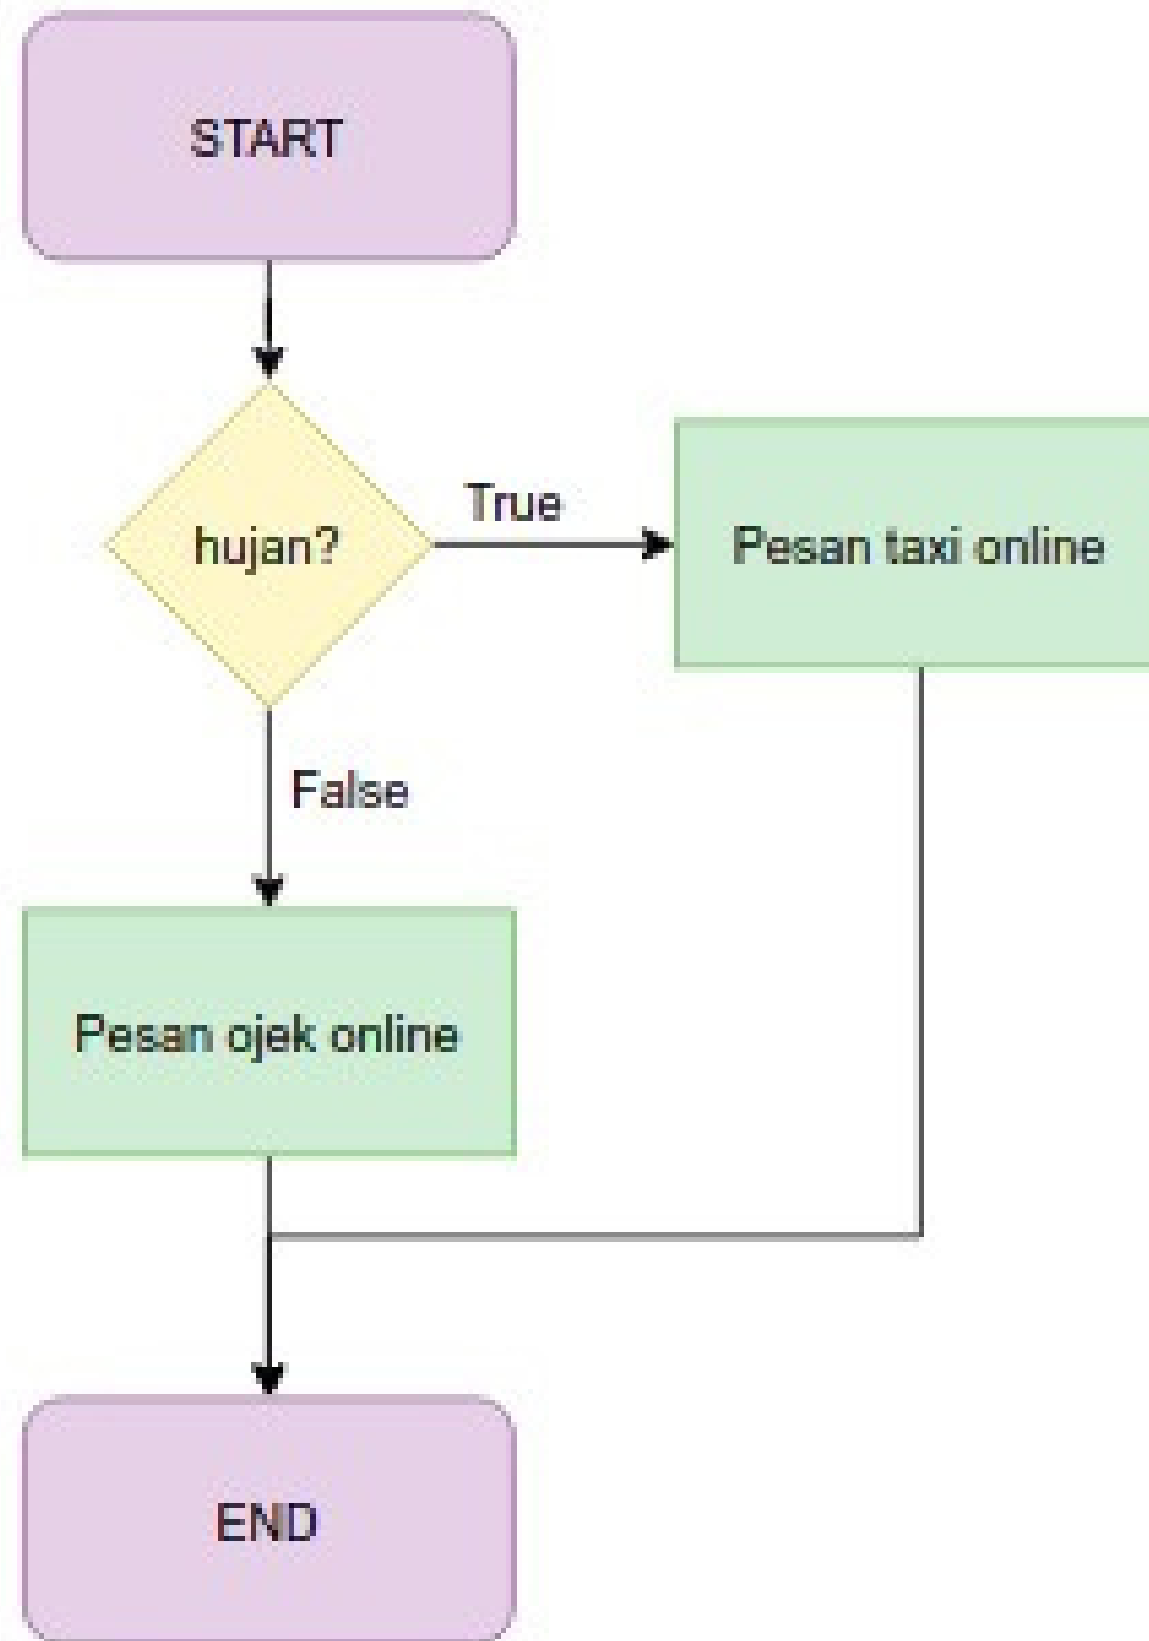 START
hujan?
True
Pesan taxi online
False
Pesan ojek online
END